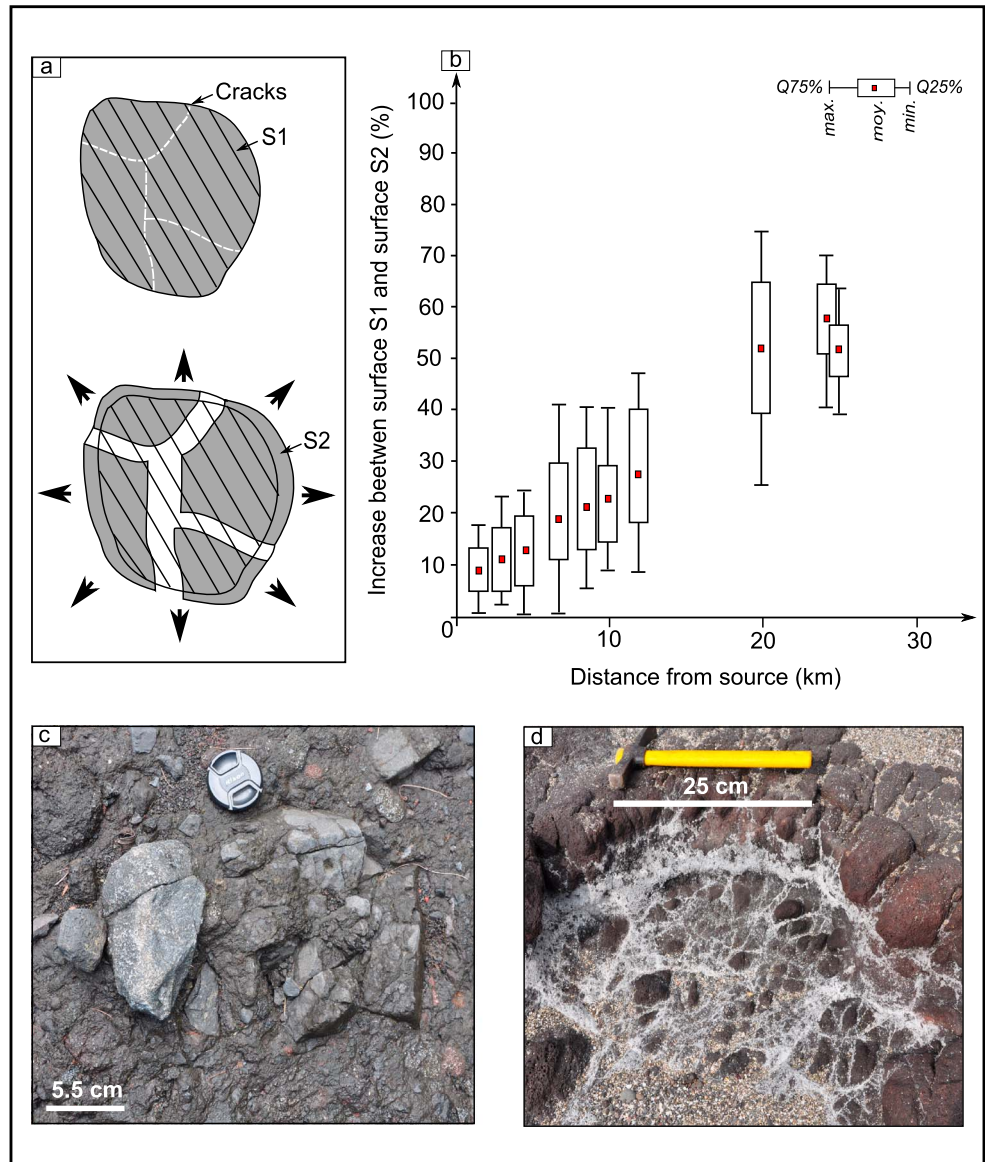 a
Cracks
S1
S2
b
Increase beetwen surface S1 and surface S2 (%)
100
90
80
70
60
50
40
30
20
10
0
10
20
30
Distance from source (km)
Q75%
Q25%
max.
moy.
min.
c
5.5 cm
d
25 cm